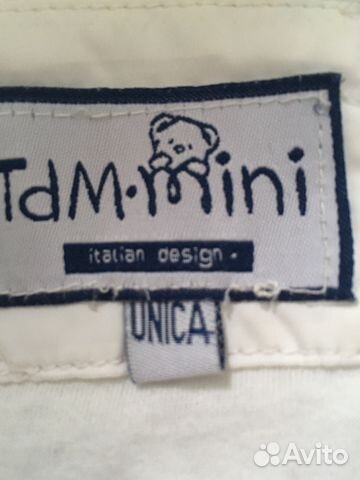 TdM·mini
italian design.
UNICA
Avito